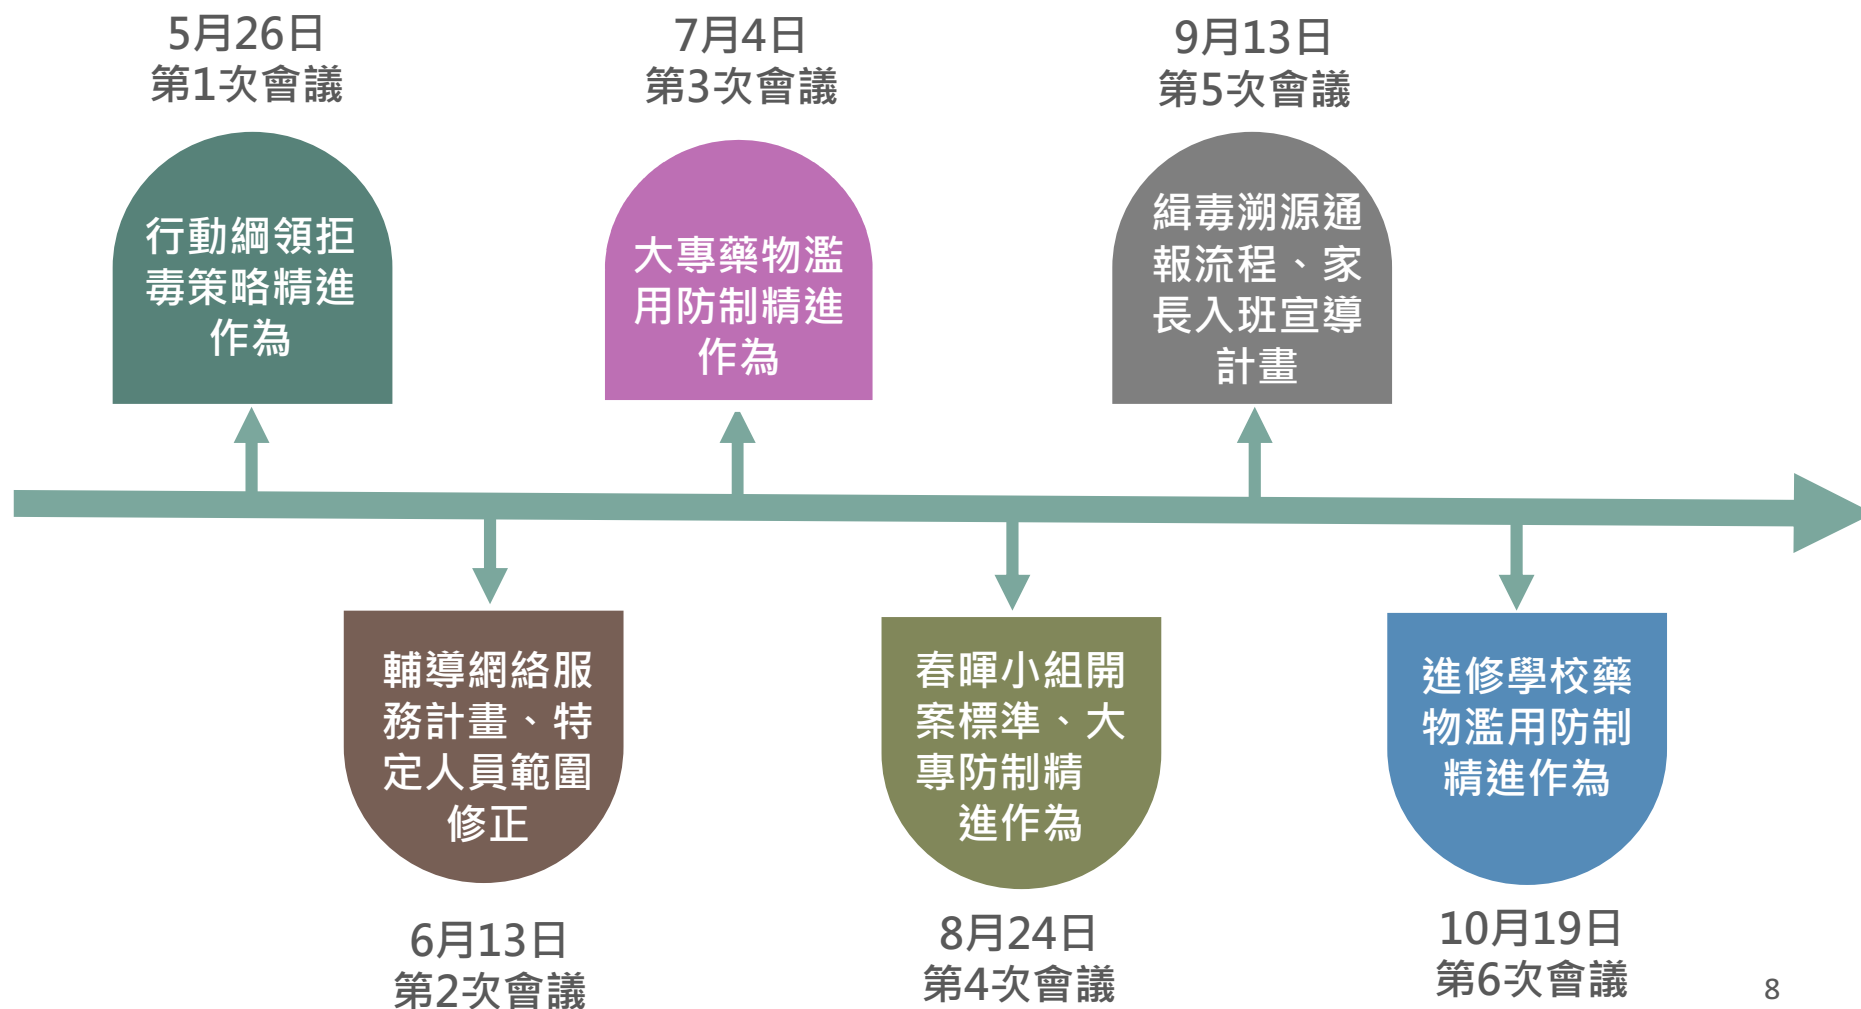 5月26日
第1次會議
行動綱領拒
毒策略精進
作為
6月13日
第2次會議
輔導網絡服
務計畫、特
定人員範圍
修正
7月4日
第3次會議
大專藥物濫
用防制精進
作為
8月24日
第4次會議
春暉小組開
案標準、大
專防制精
進作為
9月13日
第5次會議
緝毒溯源通
報流程、家
長入班宣導
計畫
10月19日
第6次會議
進修學校藥
物濫用防制
精進作為
8